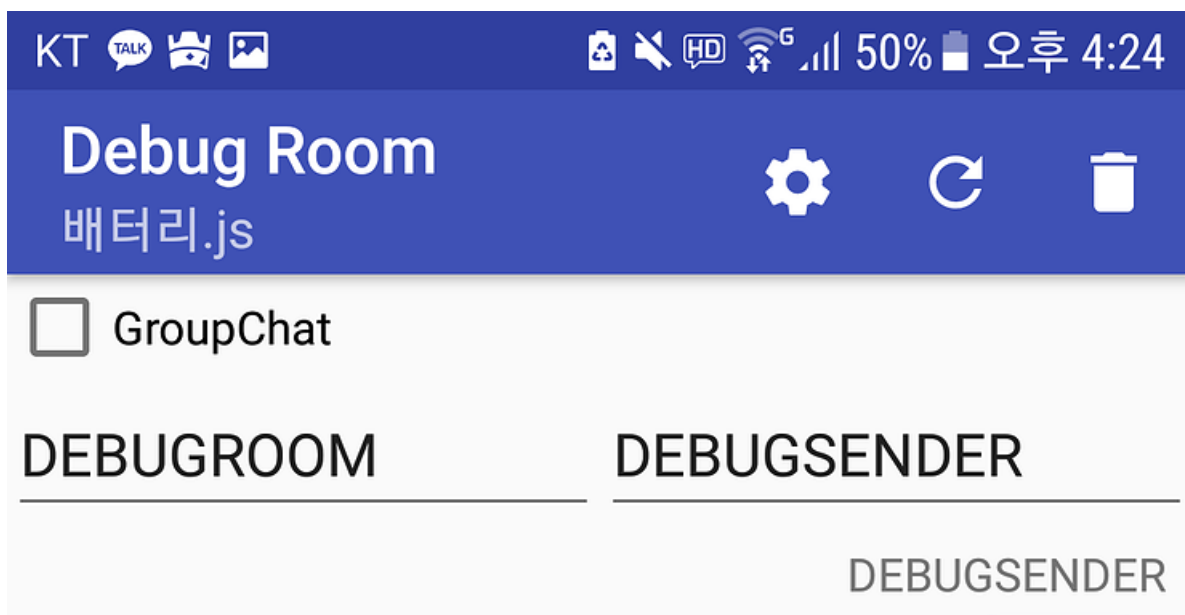 KT TALK HD G 50% 오후 4:24
Debug Room
배터리.js
GroupChat
DEBUGROOM DEBUGSENDER
DEBUGSENDER